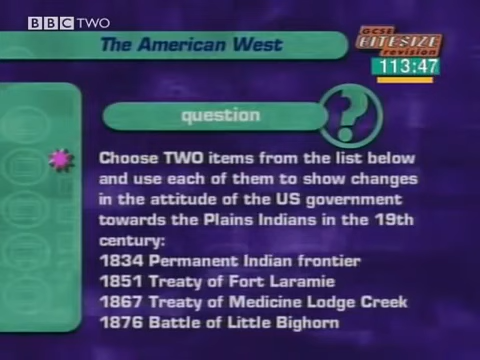 BBC TWO
The American West
GCSE
BITESIZE
revision
113:47
question
Choose TWO items from the list below
and use each of them to show changes
in the attitude of the US government
towards the Plains Indians in the 19th
century:
1834 Permanent Indian frontier
1851 Treaty of Fort Laramie
1867 Treaty of Medicine Lodge Creek
1876 Battle of Little Bighorn